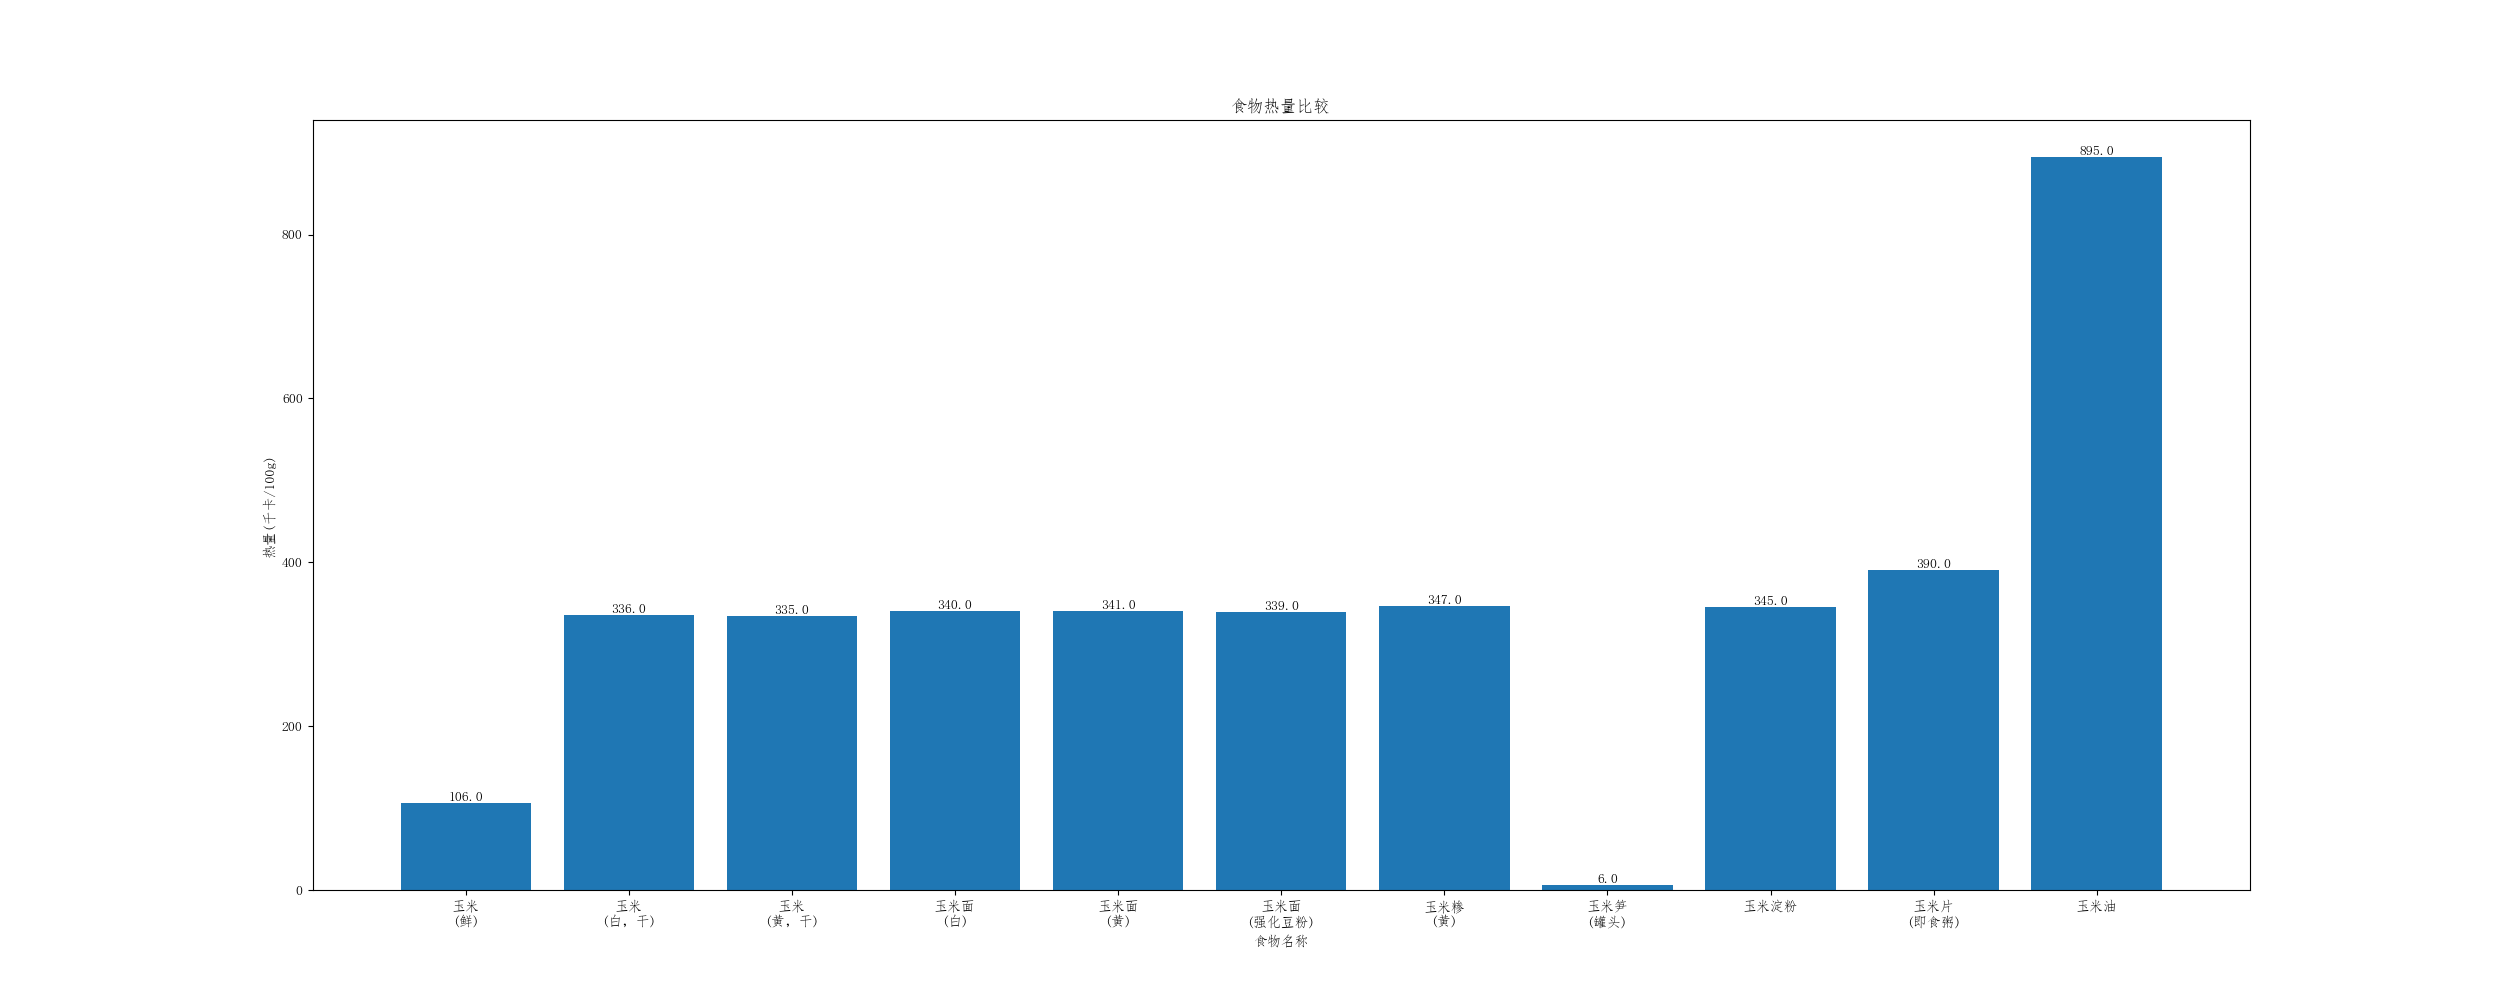 食物热量比较
热量(千卡/100g)
800
600
400
200
0
106.0
336.0
335.0
340.0
341.0
339.0
347.0
6.0
345.0
390.0
895.0
玉米
(鲜)
玉米
(白，干)
玉米
(黄，干)
玉米面
(白)
玉米面
(黄)
玉米面
(强化豆粉)
玉米糁
(黄)
玉米笋
(罐头)
玉米淀粉
玉米片
(即食粥)
玉米油
食物名称